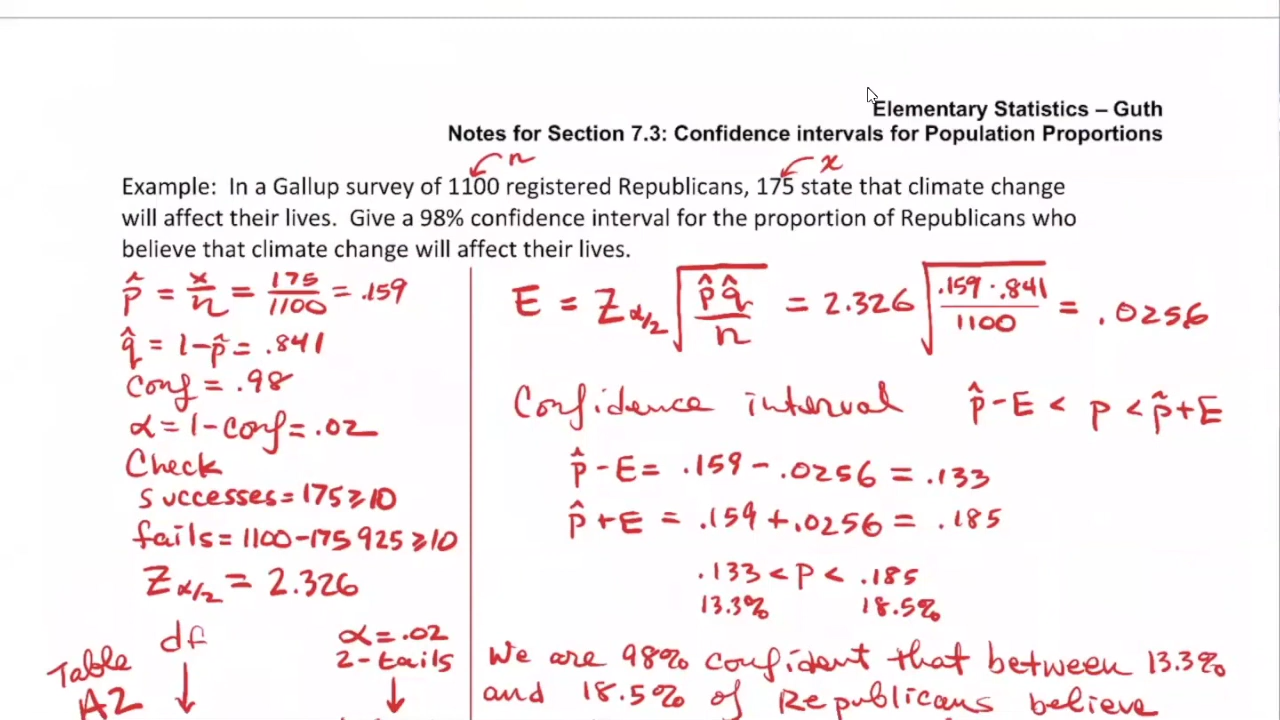 Elementary Statistics – Guth
Notes for Section 7.3: Confidence intervals for Population Proportions
n x
Example: In a Gallup survey of 1100 registered Republicans, 175 state that climate change
will affect their lives. Give a 98% confidence interval for the proportion of Republicans who
believe that climate change will affect their lives.
p̂ = x/n = 175/1100 = .159
q̂ = 1-p̂ = .841
Conf = .98
α = 1-Conf = .02
Check
successes = 175 ≥ 10
fails = 1100-175 925 ≥ 10
Zα/2 = 2.326
df
α = .02
2-tails
Table
A2
E = Zα/2 √(p̂q̂/n) = 2.326 √(.159 · .841/1100) = .0256
Confidence interval p̂-E < p < p̂+E
p̂-E = .159 - .0256 = .133
p̂+E = .159 + .0256 = .185
.133 < p < .185
13.3% 18.5%
We are 98% confident that between 13.3%
and 18.5% of Republicans believe